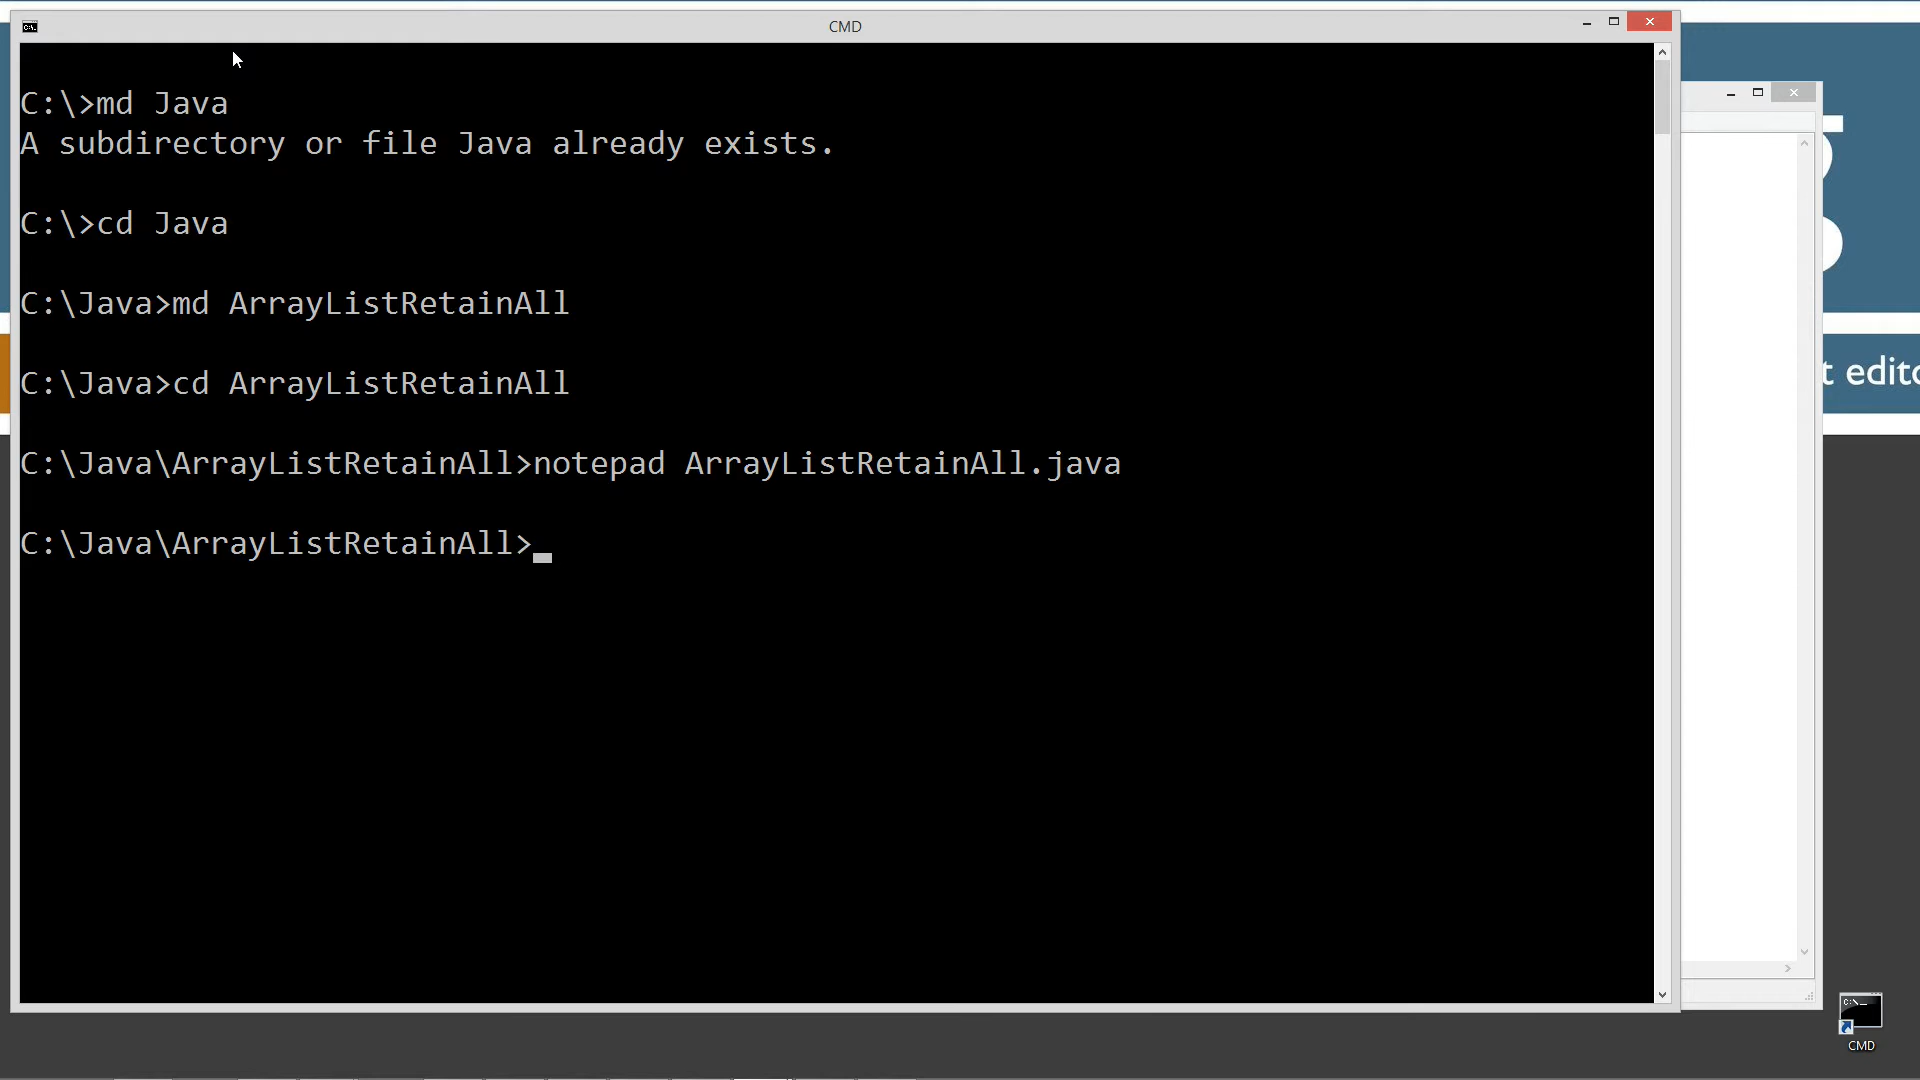 CMD
C:\>md Java
A subdirectory or file Java already exists.
C:\>cd Java
C:\Java>md ArrayListRetainAll
C:\Java>cd ArrayListRetainAll
C:\Java\ArrayListRetainAll>notepad ArrayListRetainAll.java
C:\Java\ArrayListRetainAll>
t edito
CMD